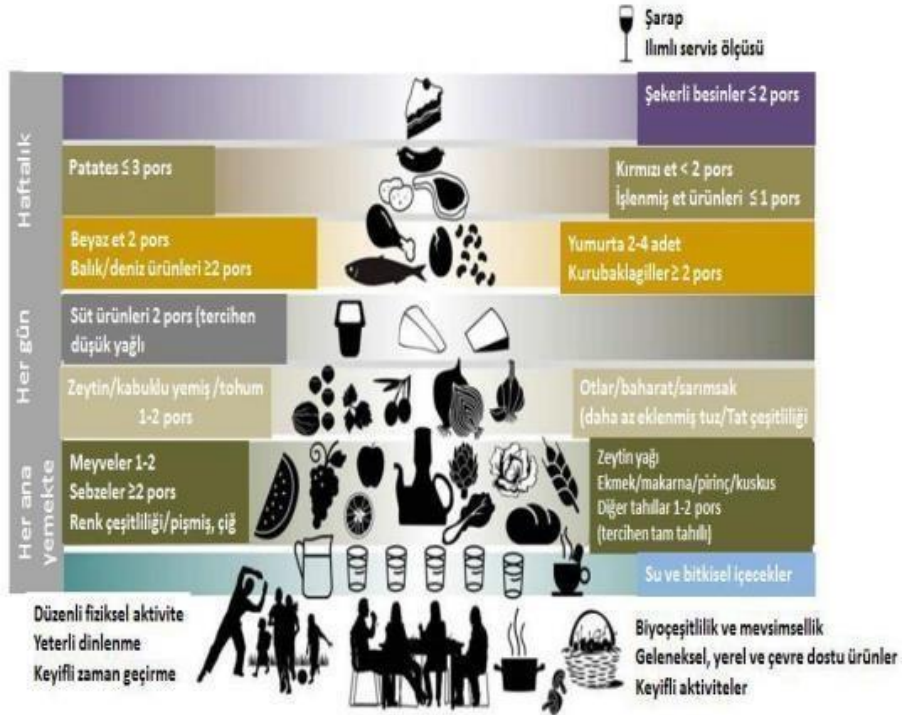 Şarap
Ilımlı servis ölçüsü
Haftalık
Şekerli besinler ≤ 2 pors
Patates ≤ 3 pors
Kırmızı et < 2 pors
İşlenmiş et ürünleri ≤ 1 pors
Beyaz et 2 pors
Balık/deniz ürünleri ≥2 pors
Yumurta 2-4 adet
Kurubaklagiller ≥ 2 pors
Her gün
Süt ürünleri 2 pors (tercihen
düşük yağlı
Zeytin/kabuklu yemiş /tohum
1-2 pors
Otlar/baharat/sarımsak
(daha az eklenmiş tuz/Tat çeşitliliği
Her ana
yemekte
Meyveler 1-2
Sebzeler ≥2 pors
Renk çeşitliliği/pişmiş, çiğ
Zeytin yağı
Ekmek/makarna/pirinç/kuskus
Diğer tahıllar 1-2 pors
(tercihen tam tahıllı)
Su ve bitkisel içecekler
Düzenli fiziksel aktivite
Yeterli dinlenme
Keyifli zaman geçirme
Biyoçeşitlilik ve mevsimsellik
Geleneksel, yerel ve çevre dostu ürünler
Keyifli aktiviteler